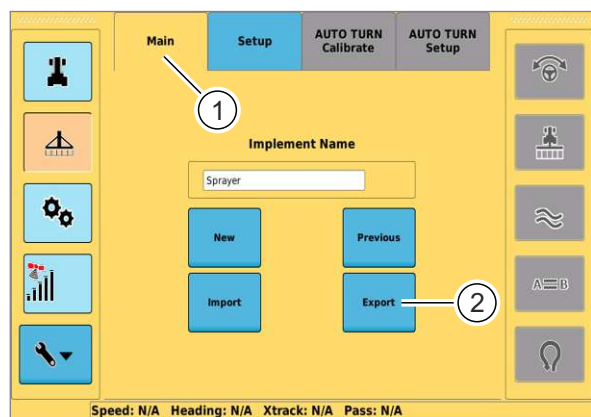 Main
Setup
AUTO TURN
Calibrate
AUTO TURN
Setup
1
Implement Name
Sprayer
New
Previous
Import
Export
2
A=B
Speed: N/A Heading: N/A Xtrack: N/A Pass: N/A